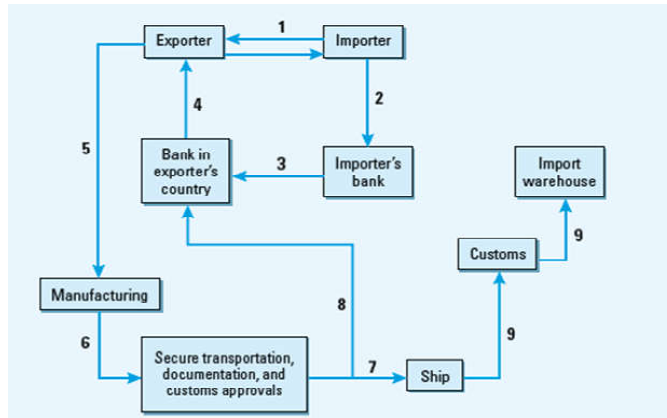 1
Exporter
Importer
2
4
5
Bank in
exporter's
country
3
Importer's
bank
Import
warehouse
9
Customs
Manufacturing
8
9
6
Secure transportation,
documentation, and
customs approvals
7
Ship